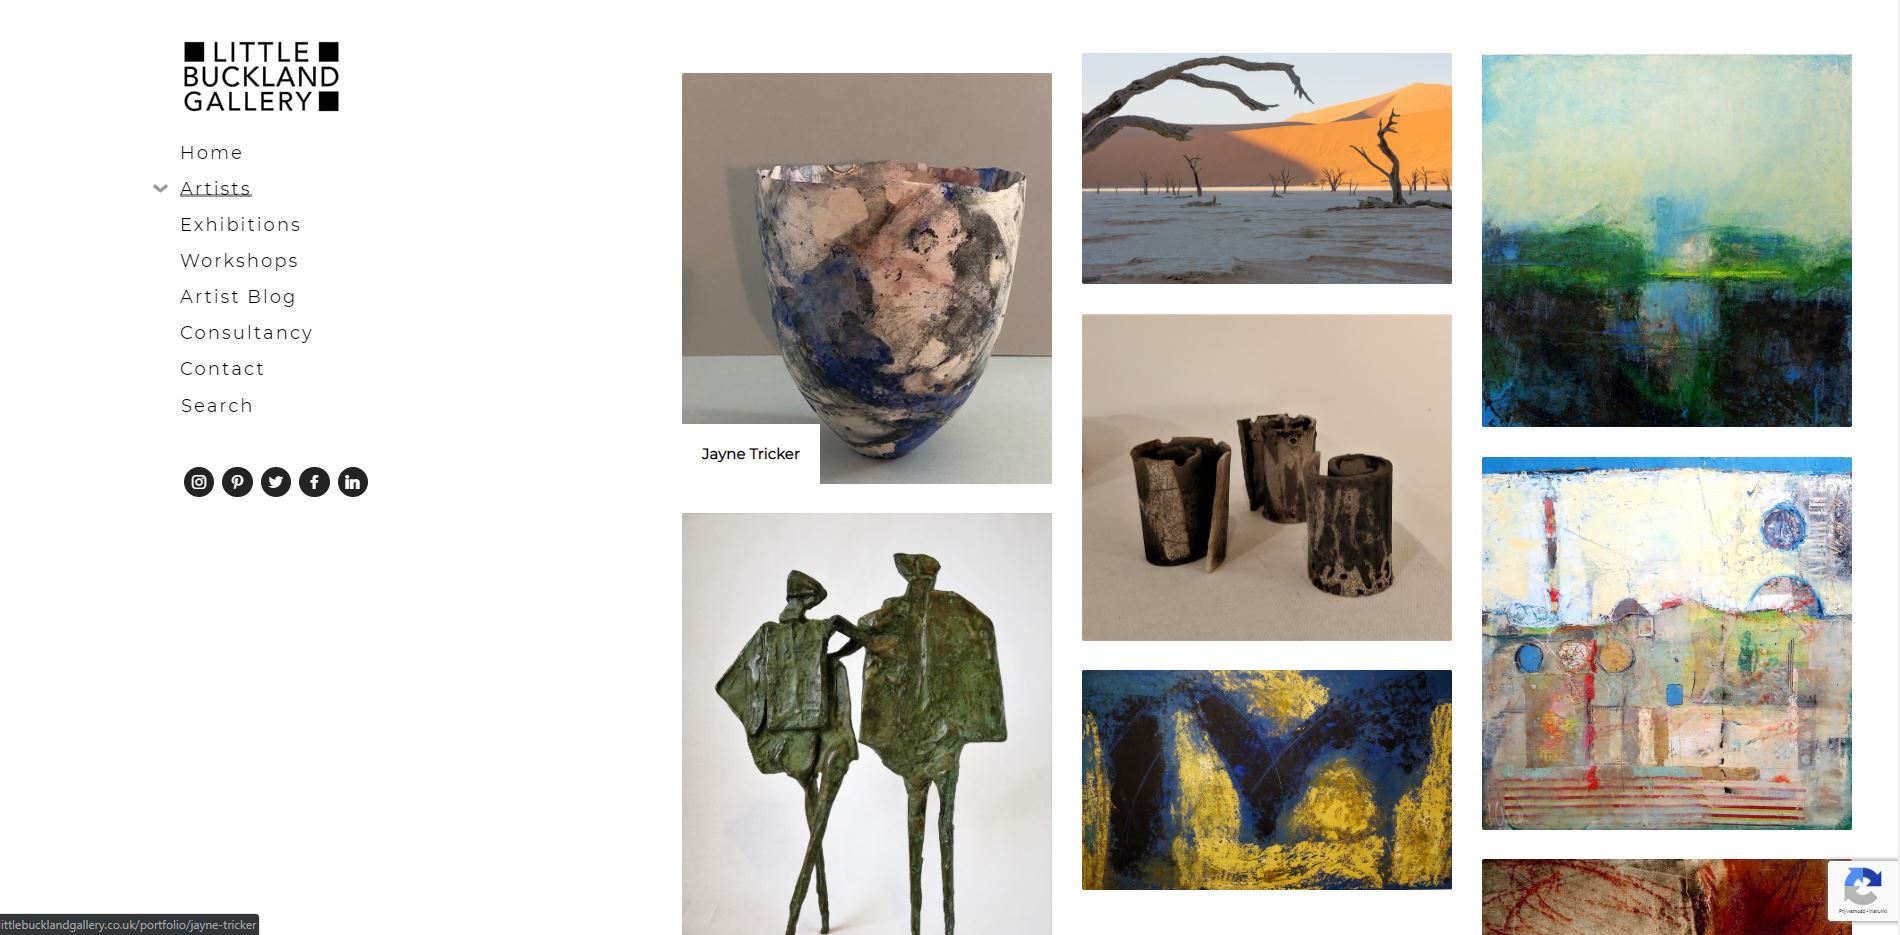 LITTLE
BUCKLAND
GALLERY
Home
Artists
Exhibitions
Workshops
Artist Blog
Consultancy
Contact
Search
Jayne Tricker
littlebucklandgallery.co.uk/portfolio/jayne-tricker
Prywatność - Warunki